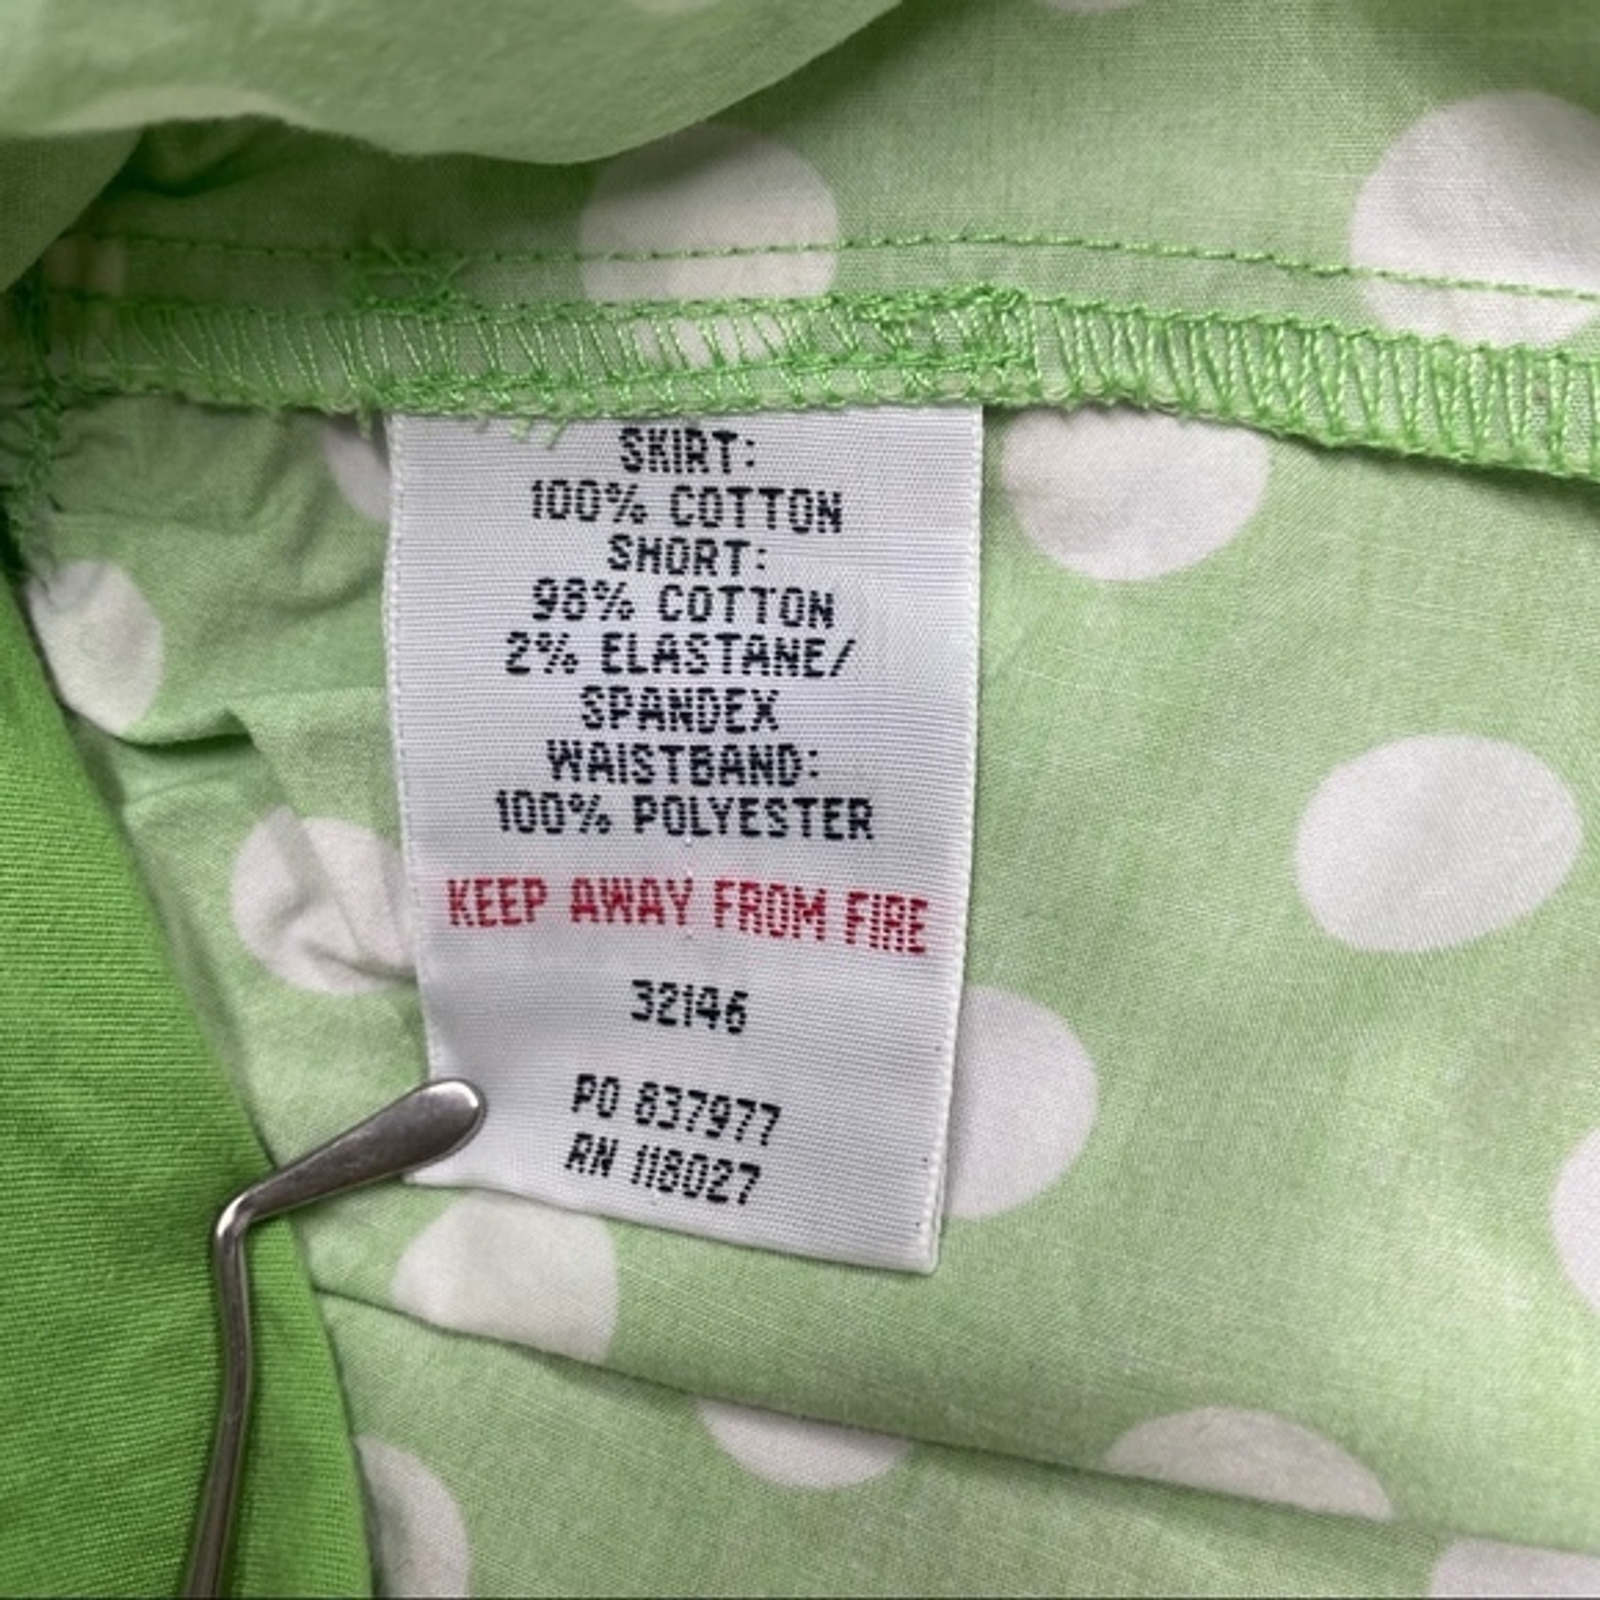 SKIRT:
100% COTTON
SHORT:
98% COTTON
2% ELASTANE/
SPANDEX
WAISTBAND:
100% POLYESTER
KEEP AWAY FROM FIRE
32146
PO 837977
RN 118027